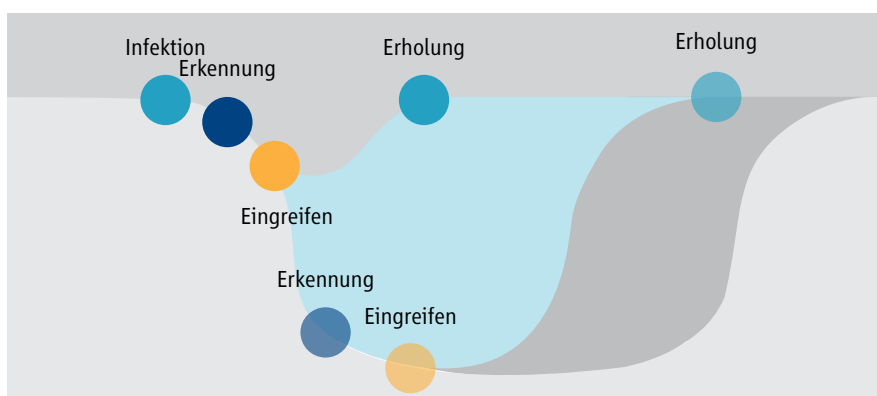 Infektion
Erkennung
Erholung
Erholung
Eingreifen
Erkennung
Eingreifen